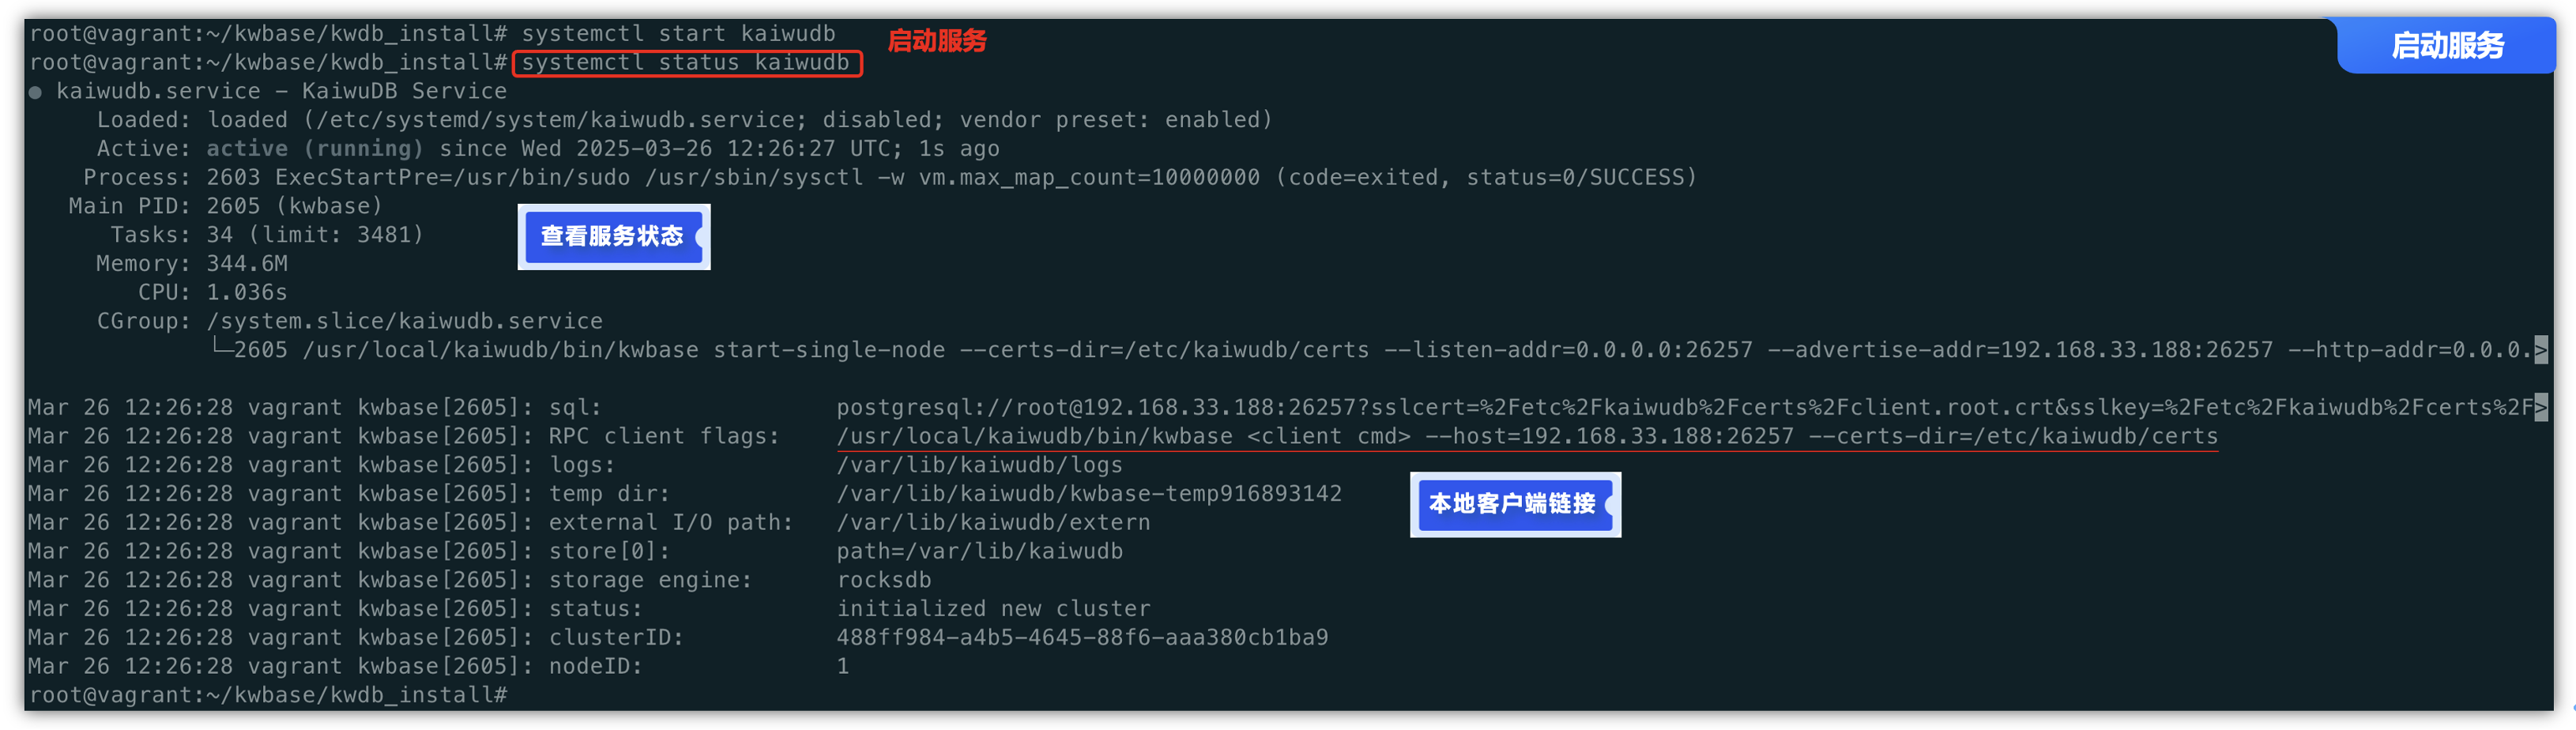 root@vagrant:~/kwbase/kwdb_install# systemctl start kaiwudb 启动服务
启动服务
root@vagrant:~/kwbase/kwdb_install# systemctl status kaiwudb
● kaiwudb.service - KaiwuDB Service
Loaded: loaded (/etc/systemd/system/kaiwudb.service; disabled; vendor preset: enabled)
Active: active (running) since Wed 2025-03-26 12:26:27 UTC; 1s ago
Process: 2603 ExecStartPre=/usr/bin/sudo /usr/sbin/sysctl -w vm.max_map_count=10000000 (code=exited, status=0/SUCCESS)
Main PID: 2605 (kwbase)
Tasks: 34 (limit: 3481)
查看服务状态
Memory: 344.6M
CPU: 1.036s
CGroup: /system.slice/kaiwudb.service
└─2605 /usr/local/kaiwudb/bin/kwbase start-single-node --certs-dir=/etc/kaiwudb/certs --listen-addr=0.0.0.0:26257 --advertise-addr=192.168.33.188:26257 --http-addr=0.0.0.>
Mar 26 12:26:28 vagrant kwbase[2605]: sql: postgresql://root@192.168.33.188:26257?sslcert=%2Fetc%2Fkaiwudb%2Fcerts%2Fclient.root.crt&sslkey=%2Fetc%2Fkaiwudb%2Fcerts%2F>
Mar 26 12:26:28 vagrant kwbase[2605]: RPC client flags: /usr/local/kaiwudb/bin/kwbase <client cmd> --host=192.168.33.188:26257 --certs-dir=/etc/kaiwudb/certs
Mar 26 12:26:28 vagrant kwbase[2605]: logs: /var/lib/kaiwudb/logs
Mar 26 12:26:28 vagrant kwbase[2605]: temp dir: /var/lib/kaiwudb/kwbase-temp916893142
本地客户端链接
Mar 26 12:26:28 vagrant kwbase[2605]: external I/O path: /var/lib/kaiwudb/extern
Mar 26 12:26:28 vagrant kwbase[2605]: store[0]: path=/var/lib/kaiwudb
Mar 26 12:26:28 vagrant kwbase[2605]: storage engine: rocksdb
Mar 26 12:26:28 vagrant kwbase[2605]: status: initialized new cluster
Mar 26 12:26:28 vagrant kwbase[2605]: clusterID: 488ff984-a4b5-4645-88f6-aaa380cb1ba9
Mar 26 12:26:28 vagrant kwbase[2605]: nodeID: 1
root@vagrant:~/kwbase/kwdb_install#